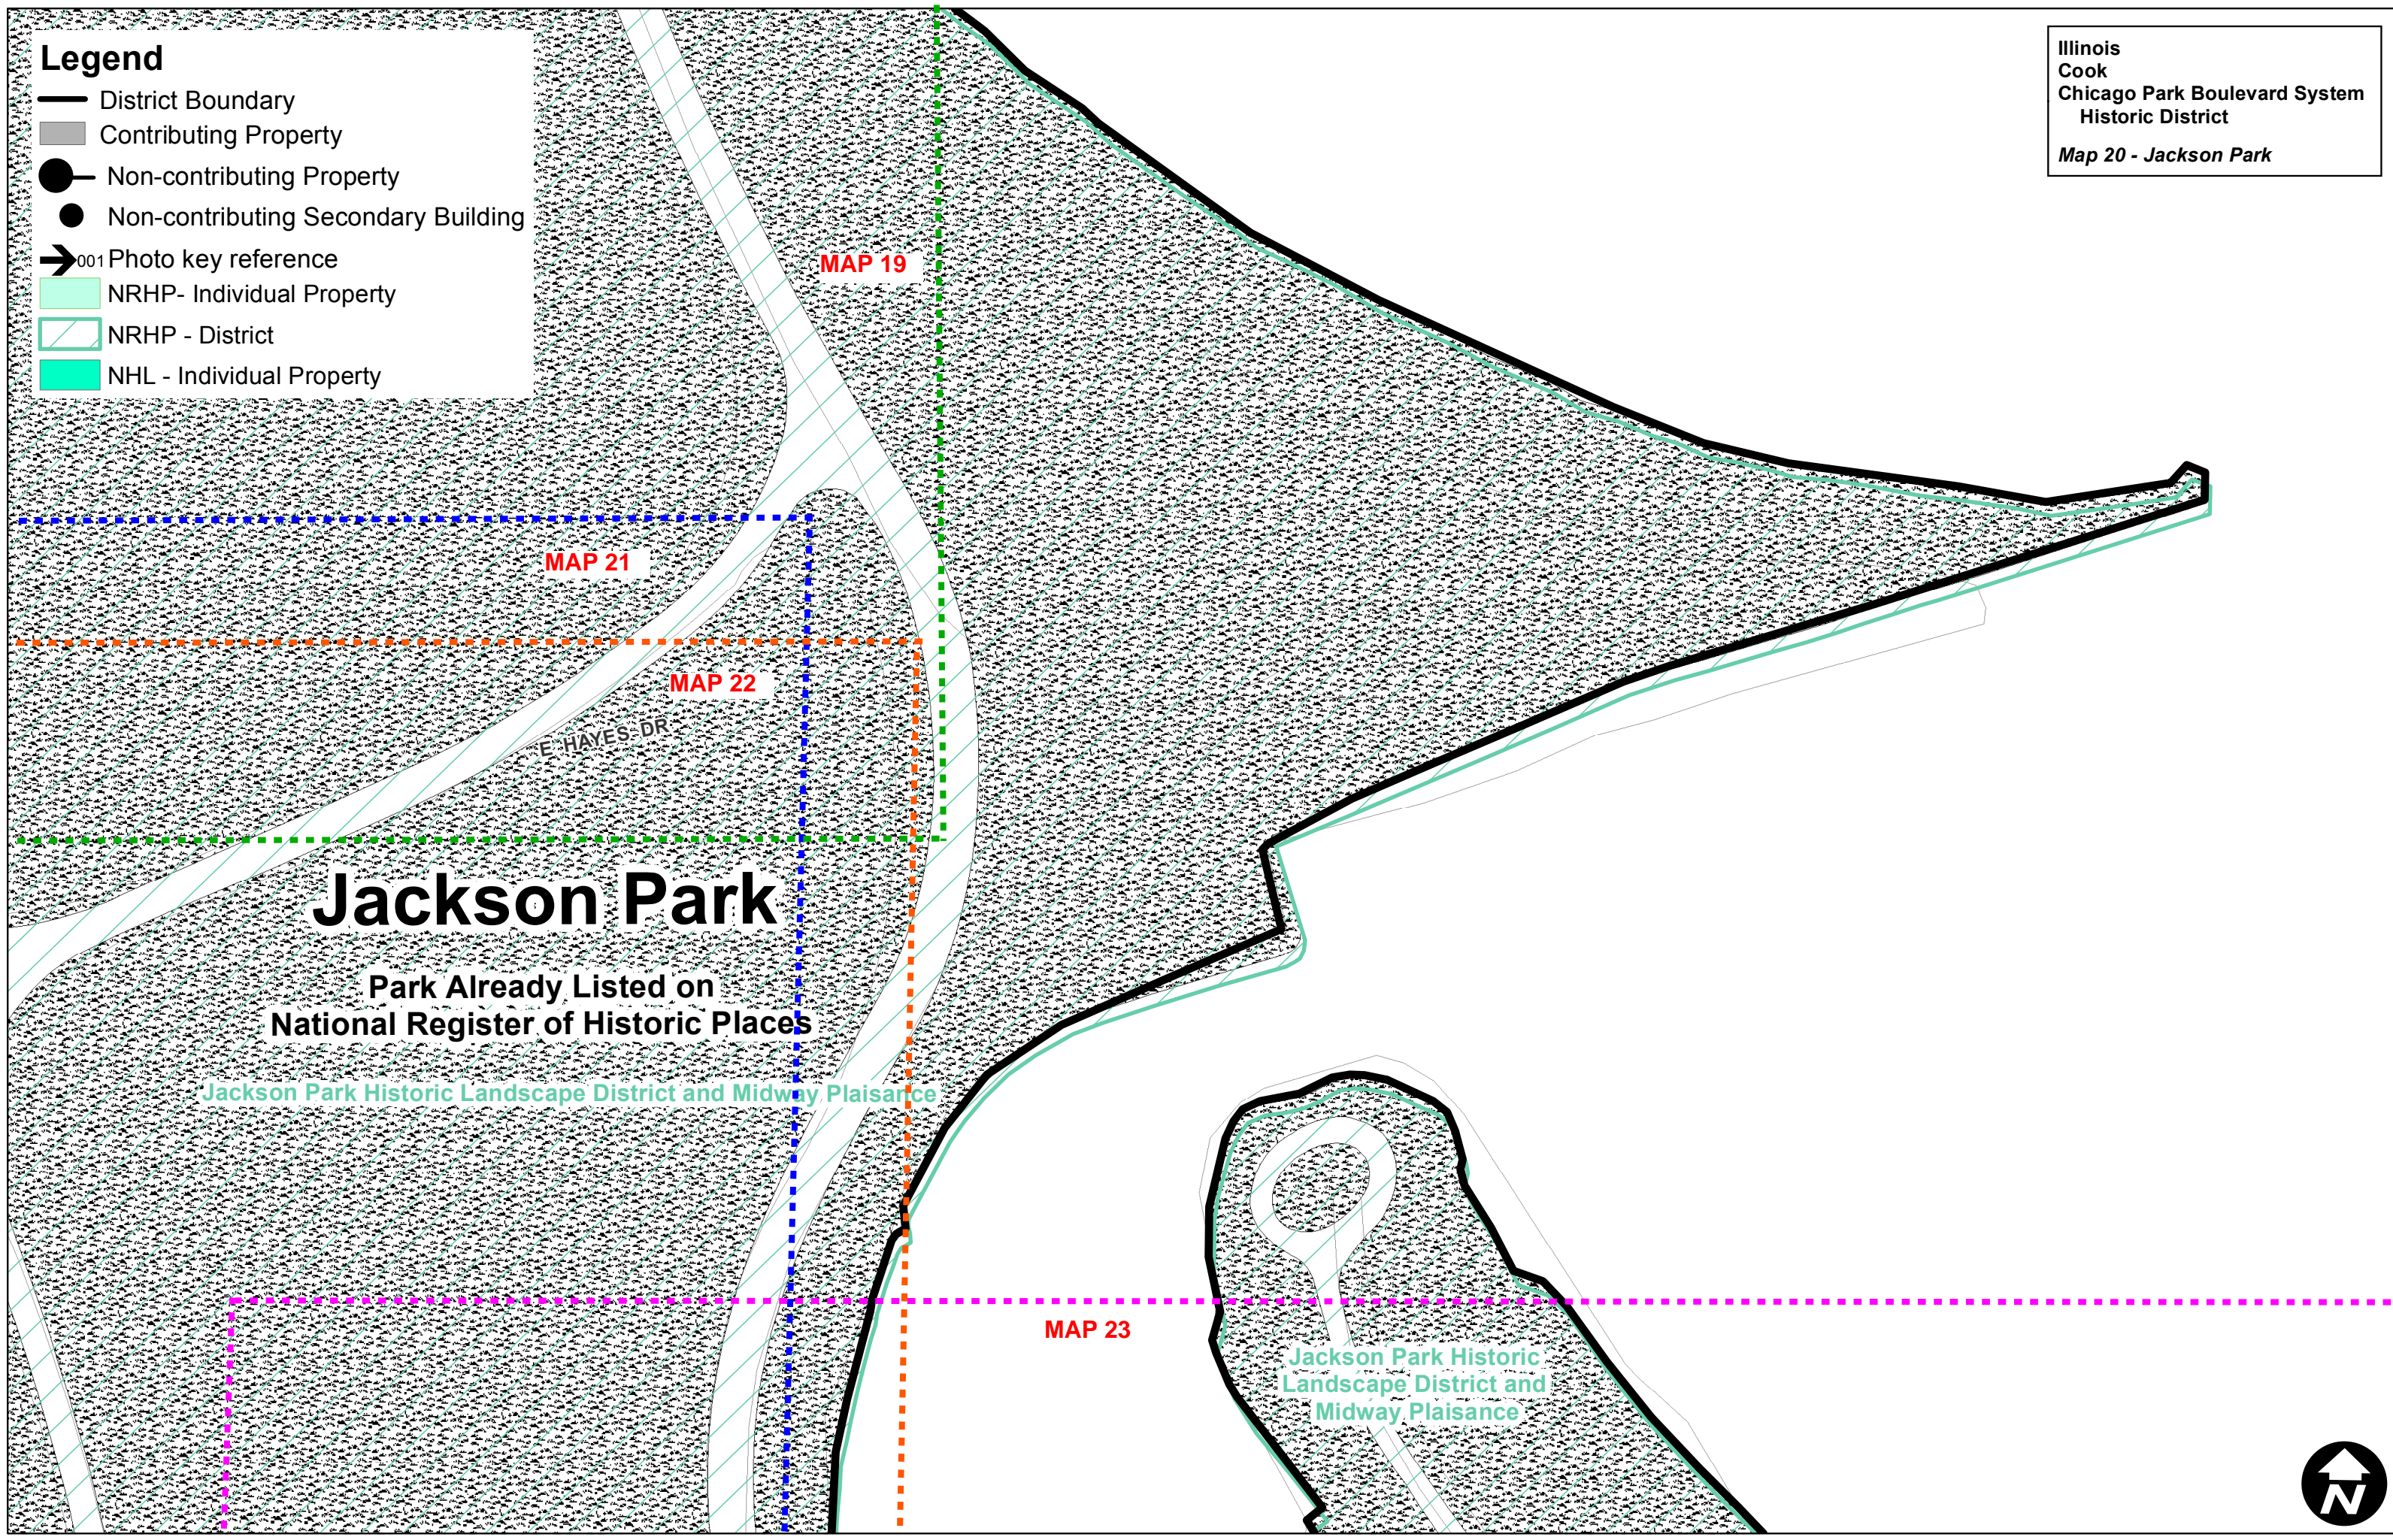 Legend
District Boundary
Contributing Property
Non-contributing Property
Non-contributing Secondary Building
001 Photo key reference
NRHP- Individual Property
NRHP - District
NHL - Individual Property
Illinois
Cook
Chicago Park Boulevard System
Historic District
Map 20 - Jackson Park
MAP 19
MAP 21
MAP 22
E HAYES DR
Jackson Park
Park Already Listed on
National Register of Historic Places
Jackson Park Historic Landscape District and Midway Plaisance
MAP 23
Jackson Park Historic
Landscape District and
Midway Plaisance
N